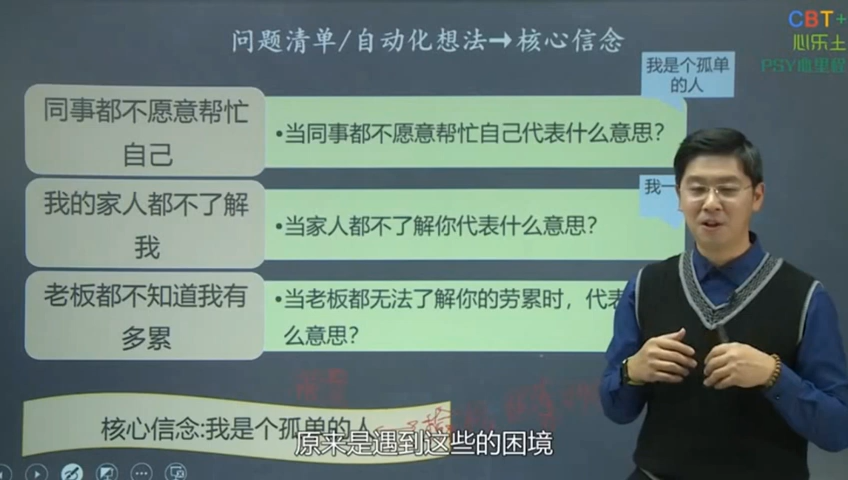 问题清单/自动化想法→核心信念
CBT+
心乐土
PSY心里程
我是个孤单
的人
同事都不愿意帮忙
自己
•当同事都不愿意帮忙自己代表什么意思?
我的家人都不了解
我
•当家人都不了解你代表什么意思?
我一
老板都不知道我有
多累
•当老板都无法了解你的劳累时，代表
么意思?
核心信念:我是个孤单的人
原来是遇到这些的困境